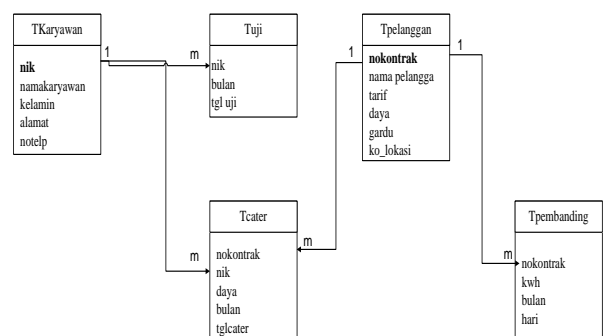 TKaryawan
nik
namakaryawan
kelamin
alamat
notelp
1
m
Tuji
nik
bulan
tgl uji
Tpelanggan
nokontrak
nama pelangga
tarif
daya
gardu
ko_lokasi
1
1
Tcater
nokontrak
nik
daya
bulan
tglcater
m
m
Tpembanding
nokontrak
kwh
bulan
hari
m